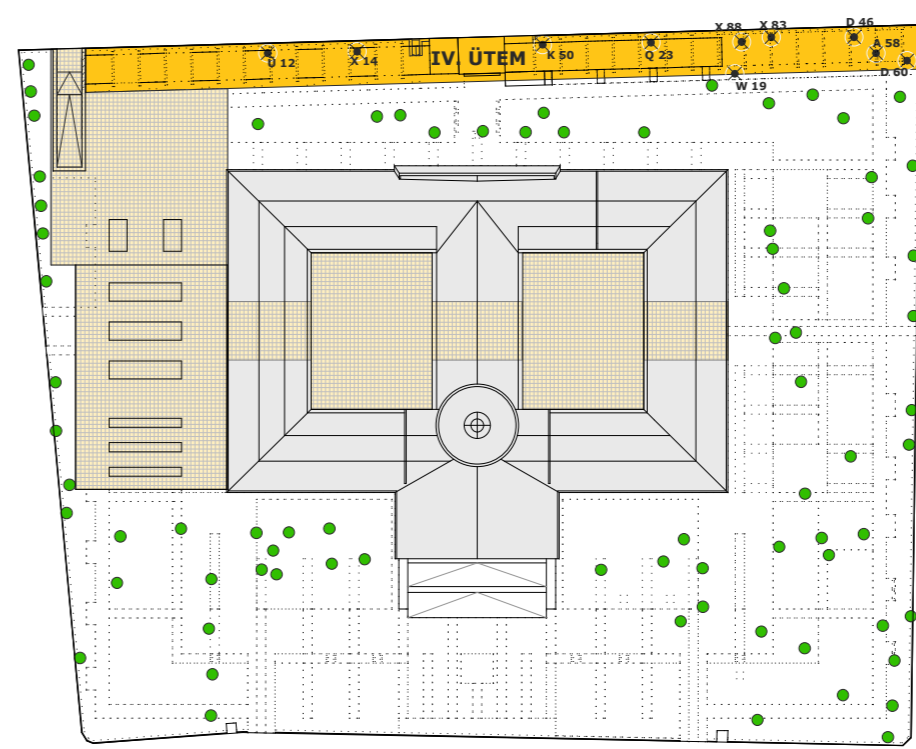 X 88
X 83
D 46
A 58
U 12
X 14
IV. ÜTEM
K 50
Q 23
D 60
W 19